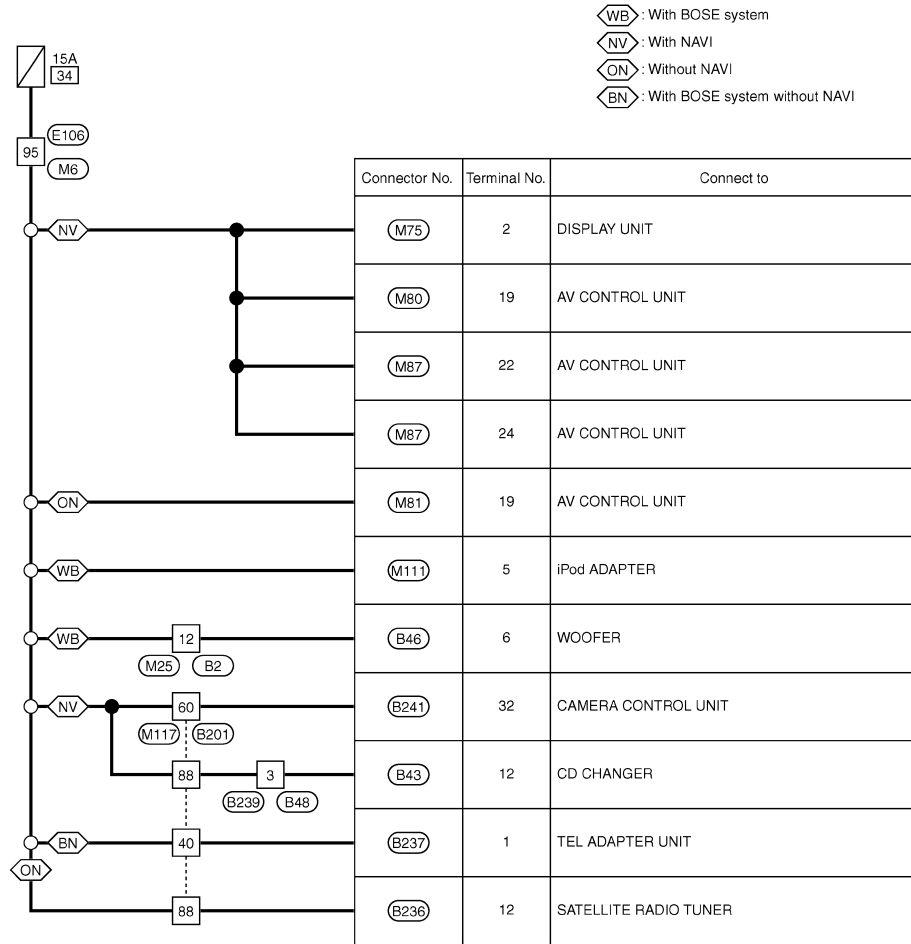 WB : With BOSE system
NV : With NAVI
ON : Without NAVI
BN : With BOSE system without NAVI
15A
34
95
E106
M6
Connector No. Terminal No. Connect to
NV M75 2 DISPLAY UNIT
M80 19 AV CONTROL UNIT
M87 22 AV CONTROL UNIT
M87 24 AV CONTROL UNIT
ON M81 19 AV CONTROL UNIT
WB M111 5 iPod ADAPTER
WB 12 B46 6 WOOFER
M25 B2
NV 60 B241 32 CAMERA CONTROL UNIT
M117 B201
88 3 B43 12 CD CHANGER
B239 B48
BN 40 B237 1 TEL ADAPTER UNIT
ON
88 B236 12 SATELLITE RADIO TUNER